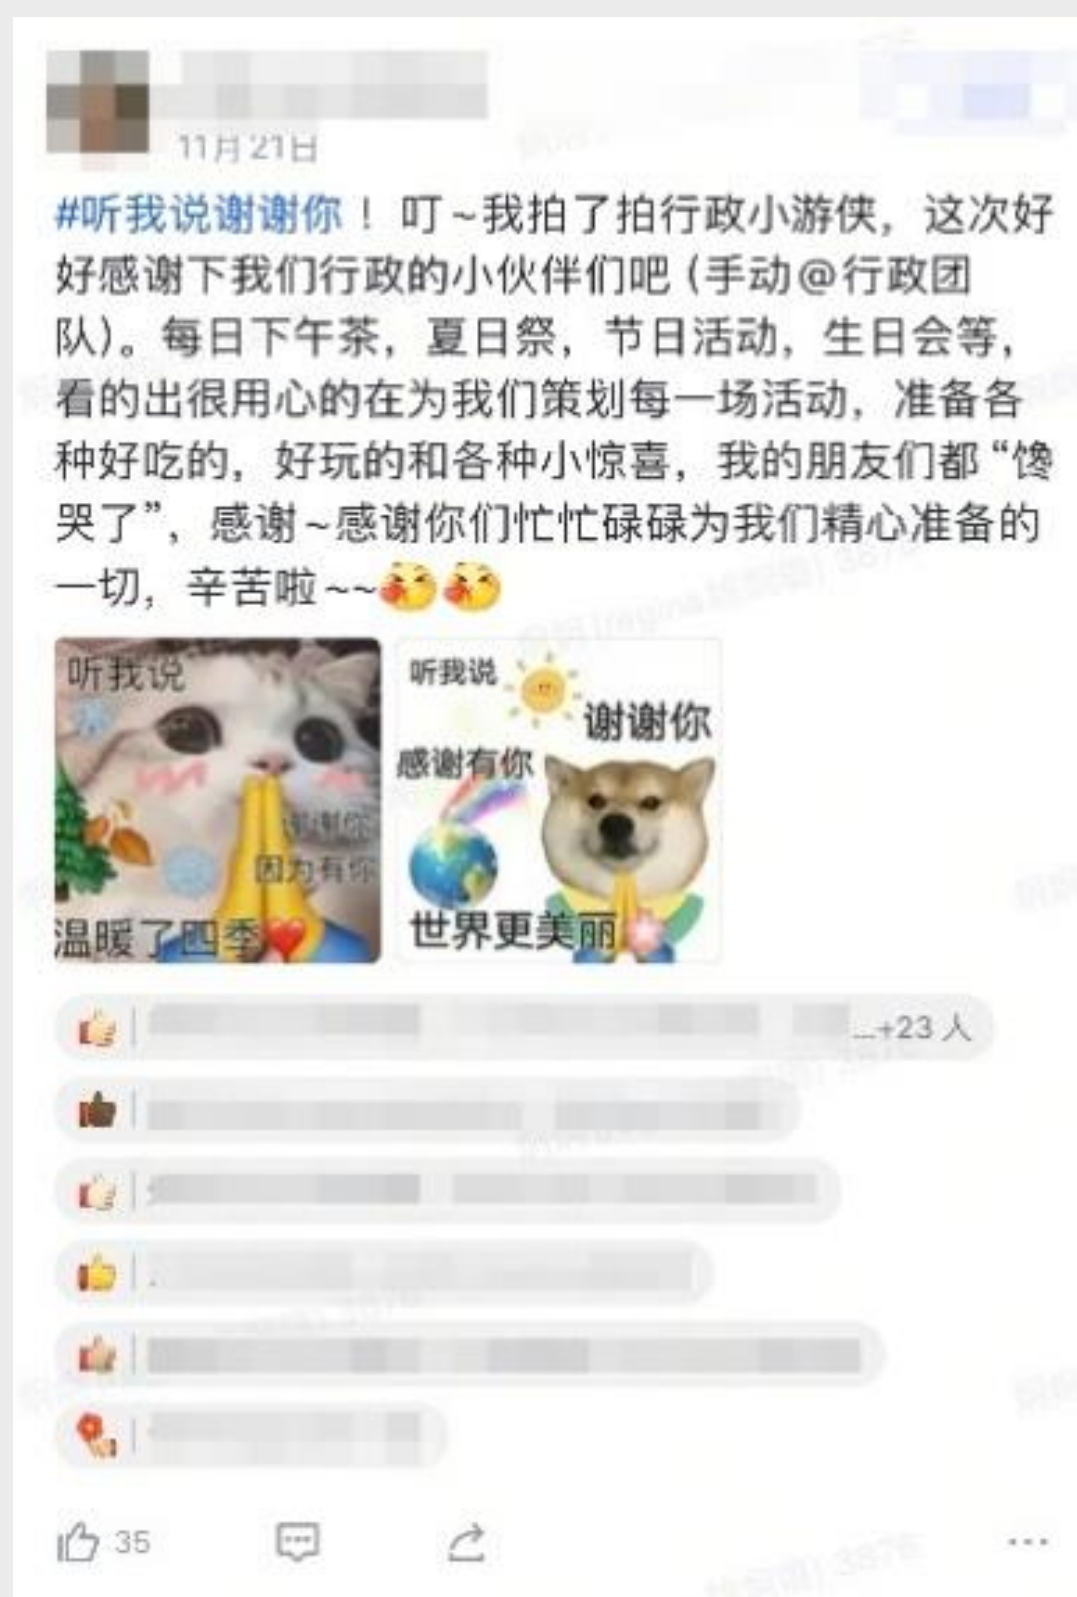 11月21日
#听我说谢谢你！叮~我拍了拍行政小游侠，这次好
好感谢下我们行政的小伙伴们吧 (手动@行政团
队)。每日下午茶，夏日祭，节日活动，生日会等，
看的出很用心的在为我们策划每一场活动，准备各
种好吃的，好玩的和各种小惊喜，我的朋友们都“馋
哭了”，感谢~感谢你们忙忙碌碌为我们精心准备的
一切，辛苦啦~~
听我说
谢谢你
因为有你
温暖了四季
听我说
谢谢你
感谢有你
世界更美丽
...+23 人
35